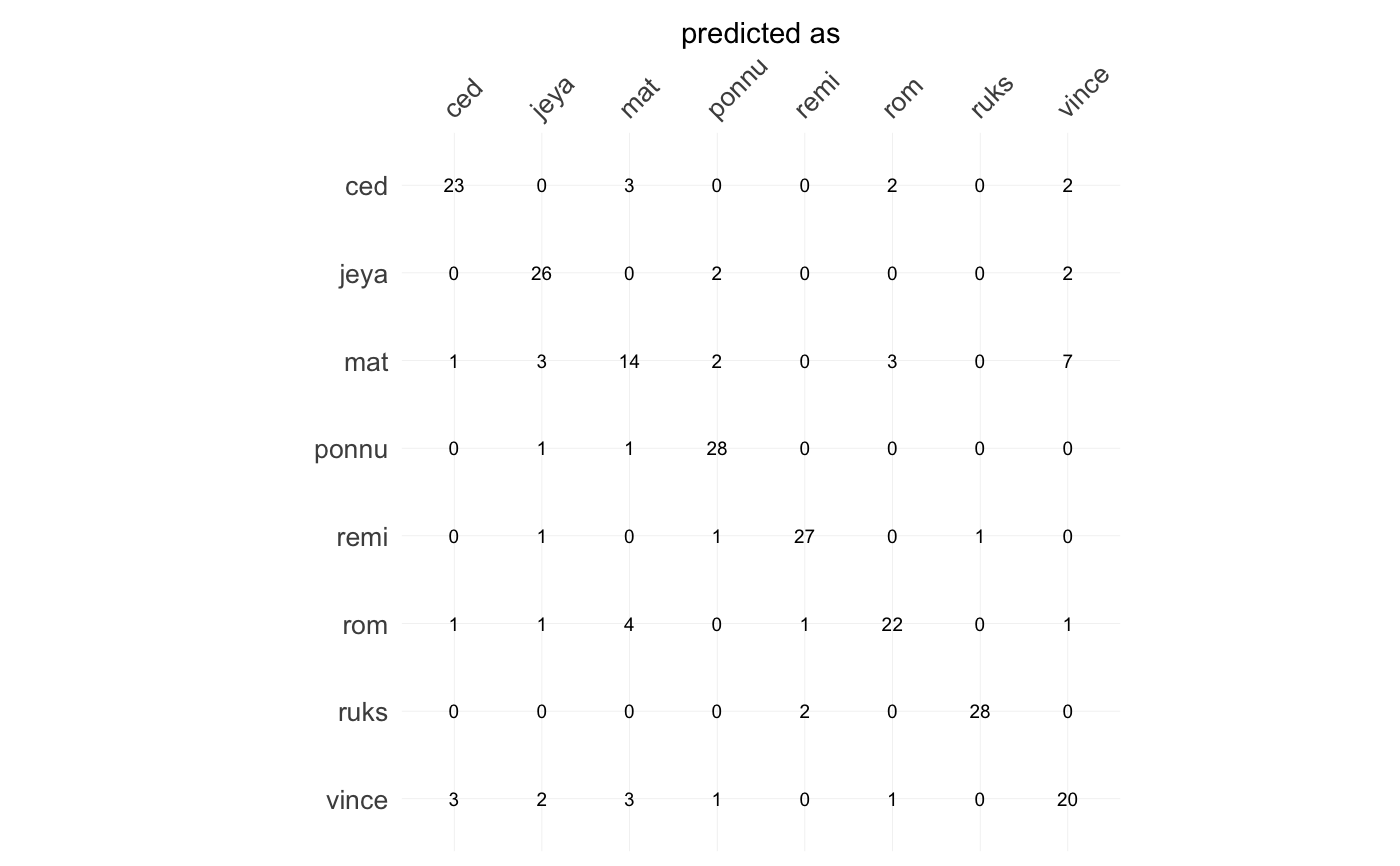 predicted as
ced jeya mat ponnu remi rom ruks vince
ced 23 0 3 0 0 2 0 2
jeya 0 26 0 2 0 0 0 2
mat 1 3 14 2 0 3 0 7
ponnu 0 1 1 28 0 0 0 0
remi 0 1 0 1 27 0 1 0
rom 1 1 4 0 1 22 0 1
ruks 0 0 0 0 2 0 28 0
vince 3 2 3 1 0 1 0 20